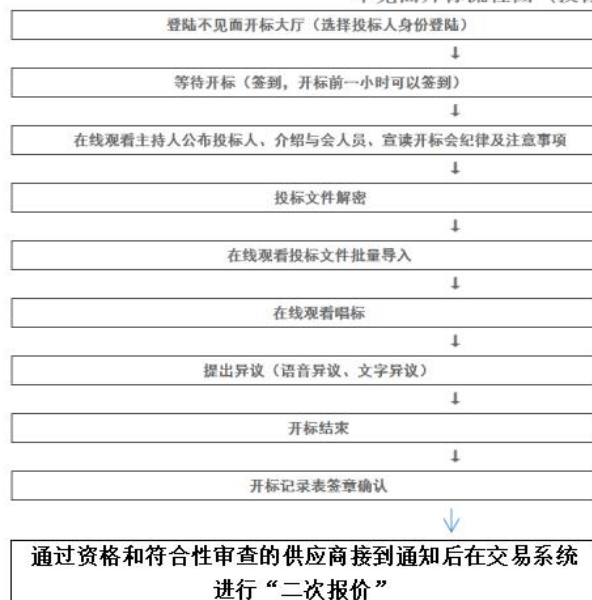 登陆不见面开标大厅（选择投标人身份登陆）
↓
等待开标（签到，开标前一小时可以签到）
↓
在线观看主持人公布投标人、介绍与会人员、宣读开标会纪律及注意事项
↓
投标文件解密
↓
在线观看投标文件批量导入
↓
在线观看唱标
↓
提出异议（语音异议、文字异议）
↓
开标结束
↓
开标记录表签章确认
↓
通过资格和符合性审查的供应商接到通知后在交易系统
进行“二次报价”